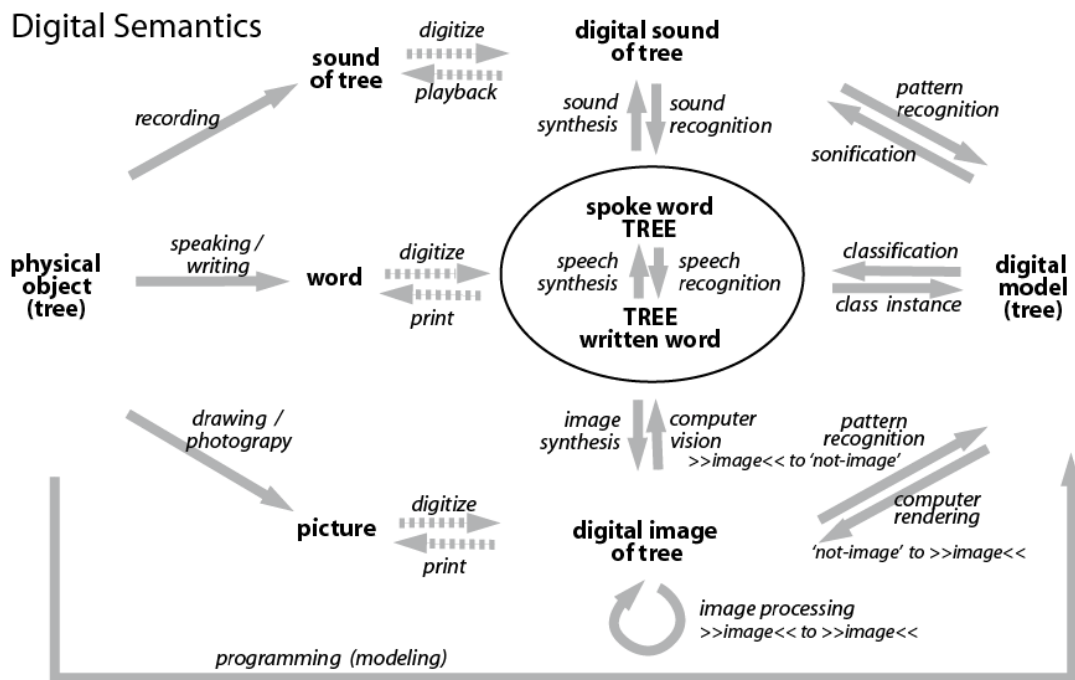 Digital Semantics
sound
of tree
digitize
playback
digital sound
of tree
recording
sound
synthesis
sound
recognition
pattern
recognition
sonification
physical
object
(tree)
speaking /
writing
word
digitize
print
spoke word
TREE
speech
synthesis
speech
recognition
TREE
written word
classification
class instance
digital
model
(tree)
drawing /
photograpy
picture
digitize
print
image
synthesis
computer
vision
>>image<< to 'not-image'
pattern
recognition
computer
rendering
'not-image' to >>image<<
digital image
of tree
image processing
>>image<< to >>image<<
programming (modeling)